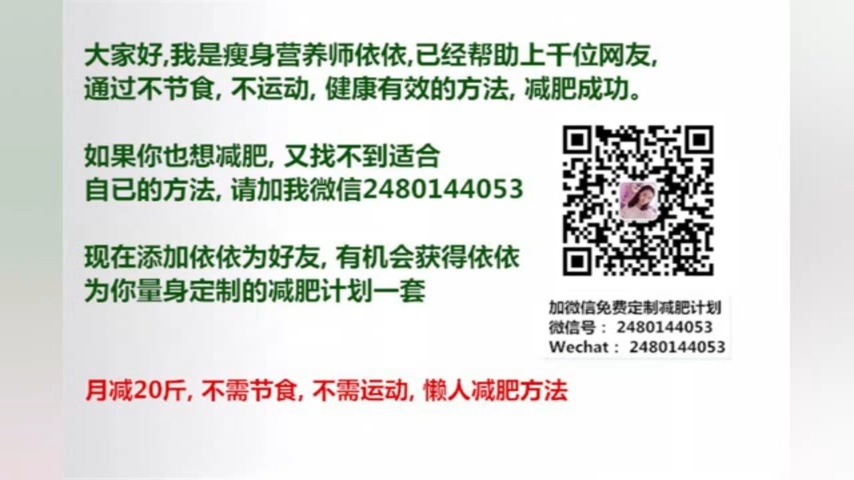 大家好,我是瘦身营养师依依,已经帮助上千位网友,
通过不节食, 不运动, 健康有效的方法, 减肥成功。
如果你也想减肥, 又找不到适合
自已的方法, 请加我微信2480144053
现在添加依依为好友, 有机会获得依依
为你量身定制的减肥计划一套
加微信免费定制减肥计划
微信号： 2480144053
Wechat： 2480144053
月减20斤, 不需节食, 不需运动, 懒人减肥方法